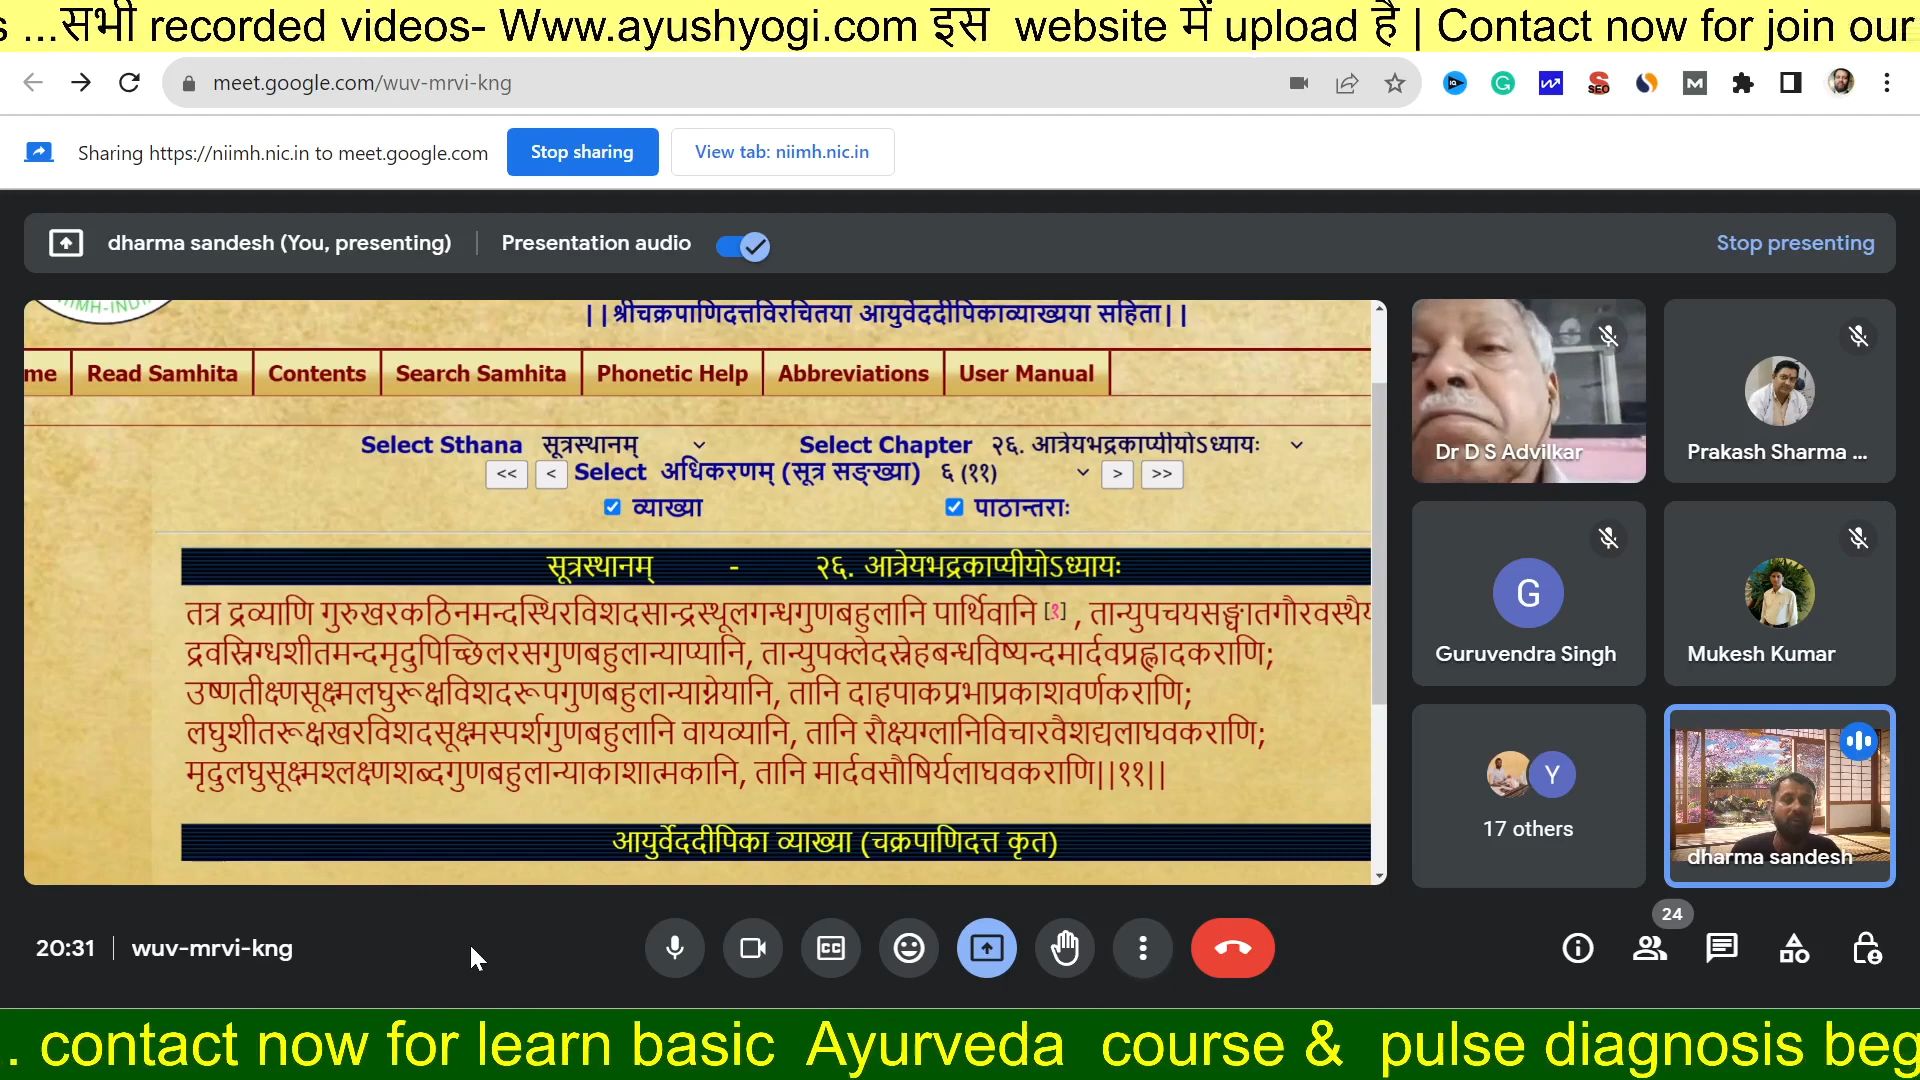 ...सभी recorded videos- Www.ayushyogi.com इस website में upload है | Contact now for join our
meet.google.com/wuv-mrvi-kng
Sharing https://niimh.nic.in to meet.google.com
Stop sharing
View tab: niimh.nic.in
dharma sandesh (You, presenting)
Presentation audio
Stop presenting
||श्रीचक्रपाणिदत्तविरचितया आयुर्वेददीपिकाव्याख्यया सहिता||
me Read Samhita Contents Search Samhita Phonetic Help Abbreviations User Manual
Select Sthana सूत्रस्थानम् Select Chapter २६. आत्रेयभद्रकाप्यीयोऽध्यायः
<< < Select अधिकरणम् (सूत्र सङ्ख्या) ६ (११) > >>
व्याख्या पाठान्तराः
सूत्रस्थानम् - २६. आत्रेयभद्रकाप्यीयोऽध्यायः
तत्र द्रव्याणि गुरुखरकठिनमन्दस्थिरविशदसान्द्रस्थूलगन्धगुणबहुलानि पार्थिवानि [१] , तान्युपचयसङ्घातगौरवस्थैय
द्रवस्निग्धशीतमन्दमृदुपिच्छिलरसगुणबहुलान्याप्यानि, तान्युपक्लेदस्नेहबन्धविष्यन्दमार्दवप्रह्लादकराणि;
उष्णतीक्ष्णसूक्ष्मलघुरूक्षविशदरूपगुणबहुलान्याग्नेयानि, तानि दाहपाकप्रभाप्रकाशवर्णकराणि;
लघुशीतरूक्षखरविशदसूक्ष्मस्पर्शगुणबहुलानि वायव्यानि, तानि रौक्ष्यग्लानिविचारवैशद्यलाघवकराणि;
मृदुलघुसूक्ष्मश्लक्ष्णशब्दगुणबहुलान्याकाशात्मकानि, तानि मार्दवसौषिर्यलाघवकराणि||११||
आयुर्वेददीपिका व्याख्या (चक्रपाणिदत्त कृत)
Dr D S Advilkar
Prakash Sharma ...
G
Guruvendra Singh
Mukesh Kumar
Y
17 others
dharma sandesh
24
20:31 wuv-mrvi-kng
. contact now for learn basic Ayurveda course & pulse diagnosis beg